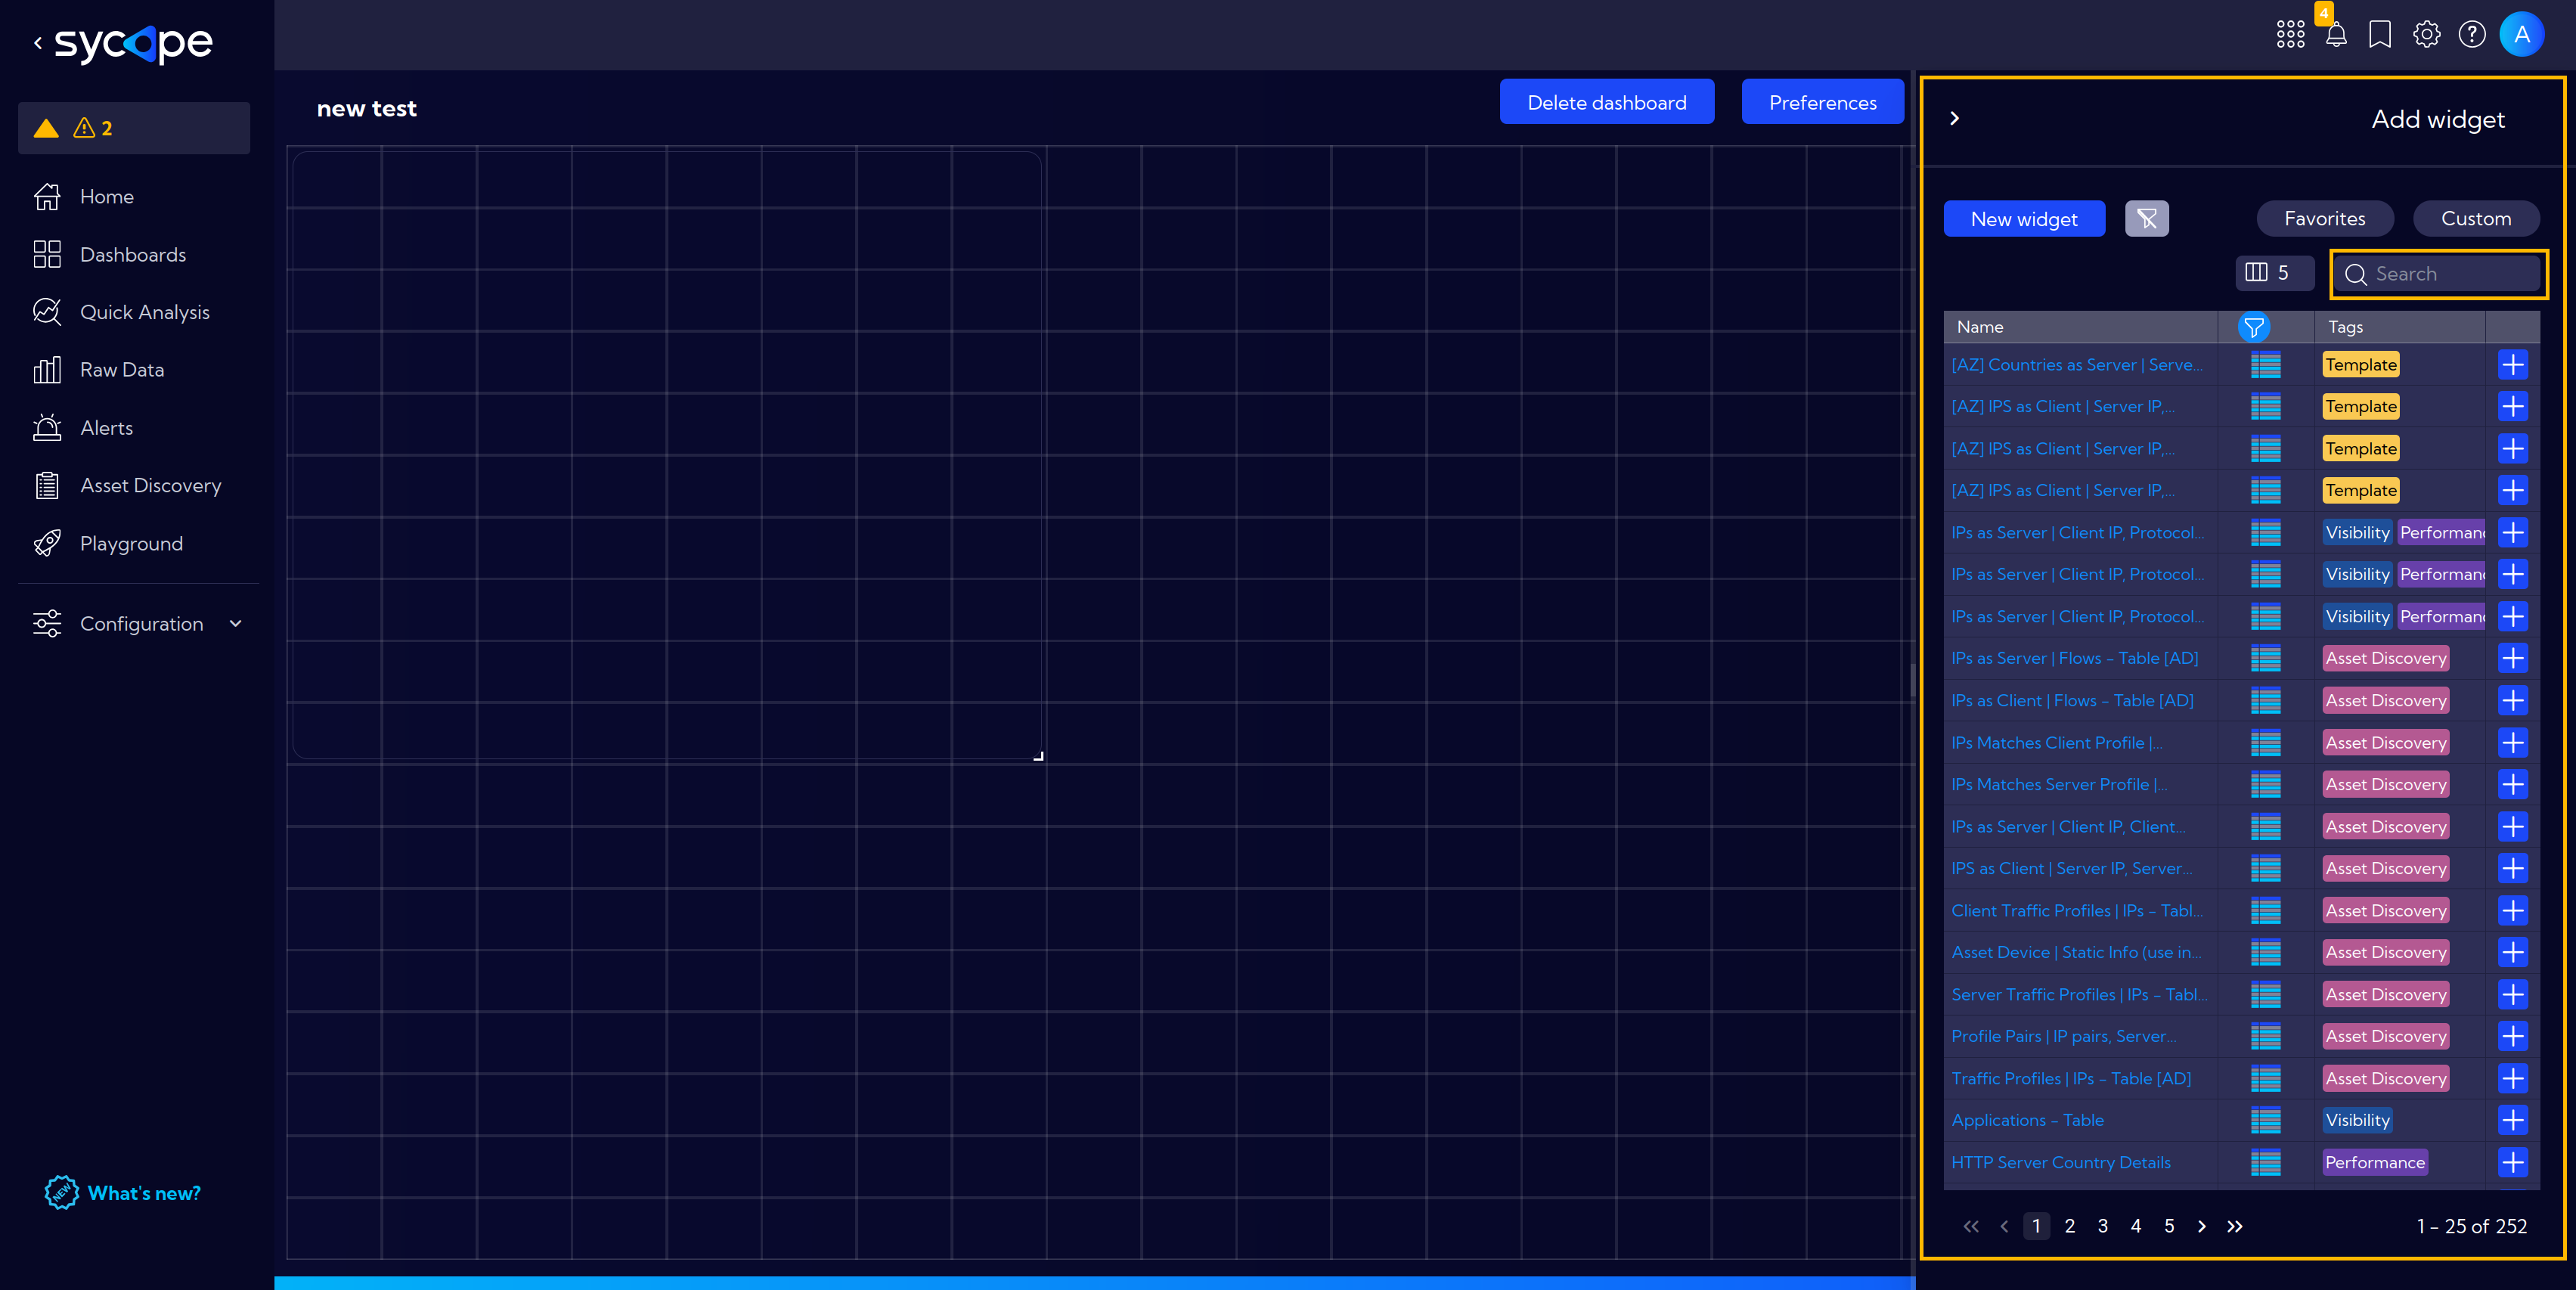 sycope
4
A
2
Home
Dashboards
Quick Analysis
Raw Data
Alerts
Asset Discovery
Playground
Configuration
NEW What's new?
new test
Delete dashboard
Preferences
Add widget
New widget
Favorites
Custom
5
Search
Name Tags
[AZ] Countries as Server | Serve... Template
[AZ] IPS as Client | Server IP,... Template
[AZ] IPS as Client | Server IP,... Template
[AZ] IPS as Client | Server IP,... Template
IPs as Server | Client IP, Protocol... Visibility Performanc
IPs as Server | Client IP, Protocol... Visibility Performanc
IPs as Server | Client IP, Protocol... Visibility Performanc
IPs as Server | Flows - Table [AD] Asset Discovery
IPs as Client | Flows - Table [AD] Asset Discovery
IPs Matches Client Profile |... Asset Discovery
IPs Matches Server Profile |... Asset Discovery
IPs as Server | Client IP, Client... Asset Discovery
IPS as Client | Server IP, Server... Asset Discovery
Client Traffic Profiles | IPs - Tabl... Asset Discovery
Asset Device | Static Info (use in... Asset Discovery
Server Traffic Profiles | IPs - Tabl... Asset Discovery
Profile Pairs | IP pairs, Server... Asset Discovery
Traffic Profiles | IPs - Table [AD] Asset Discovery
Applications - Table Visibility
HTTP Server Country Details Performance
1 2 3 4 5 1 - 25 of 252